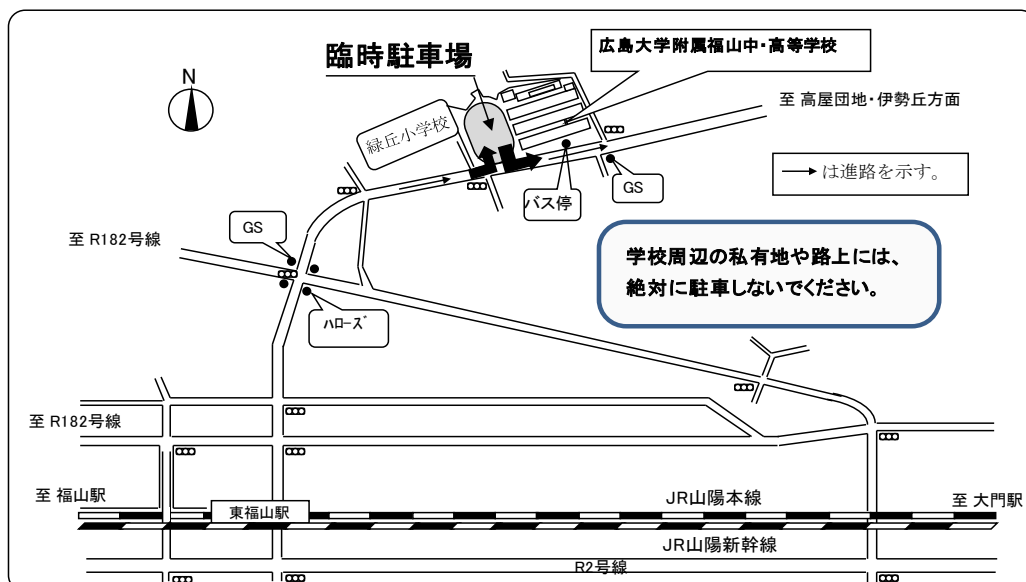 臨時駐車場
広島大学附属福山中・高等学校
N
至 高屋団地・伊勢丘方面
緑丘小学校
→ は進路を示す。
バス停
GS
GS
至 R182号線
学校周辺の私有地や路上には、
絶対に駐車しないでください。
ハローズ
至 R182号線
至 福山駅
東福山駅
JR山陽本線
至 大門駅
JR山陽新幹線
R2号線